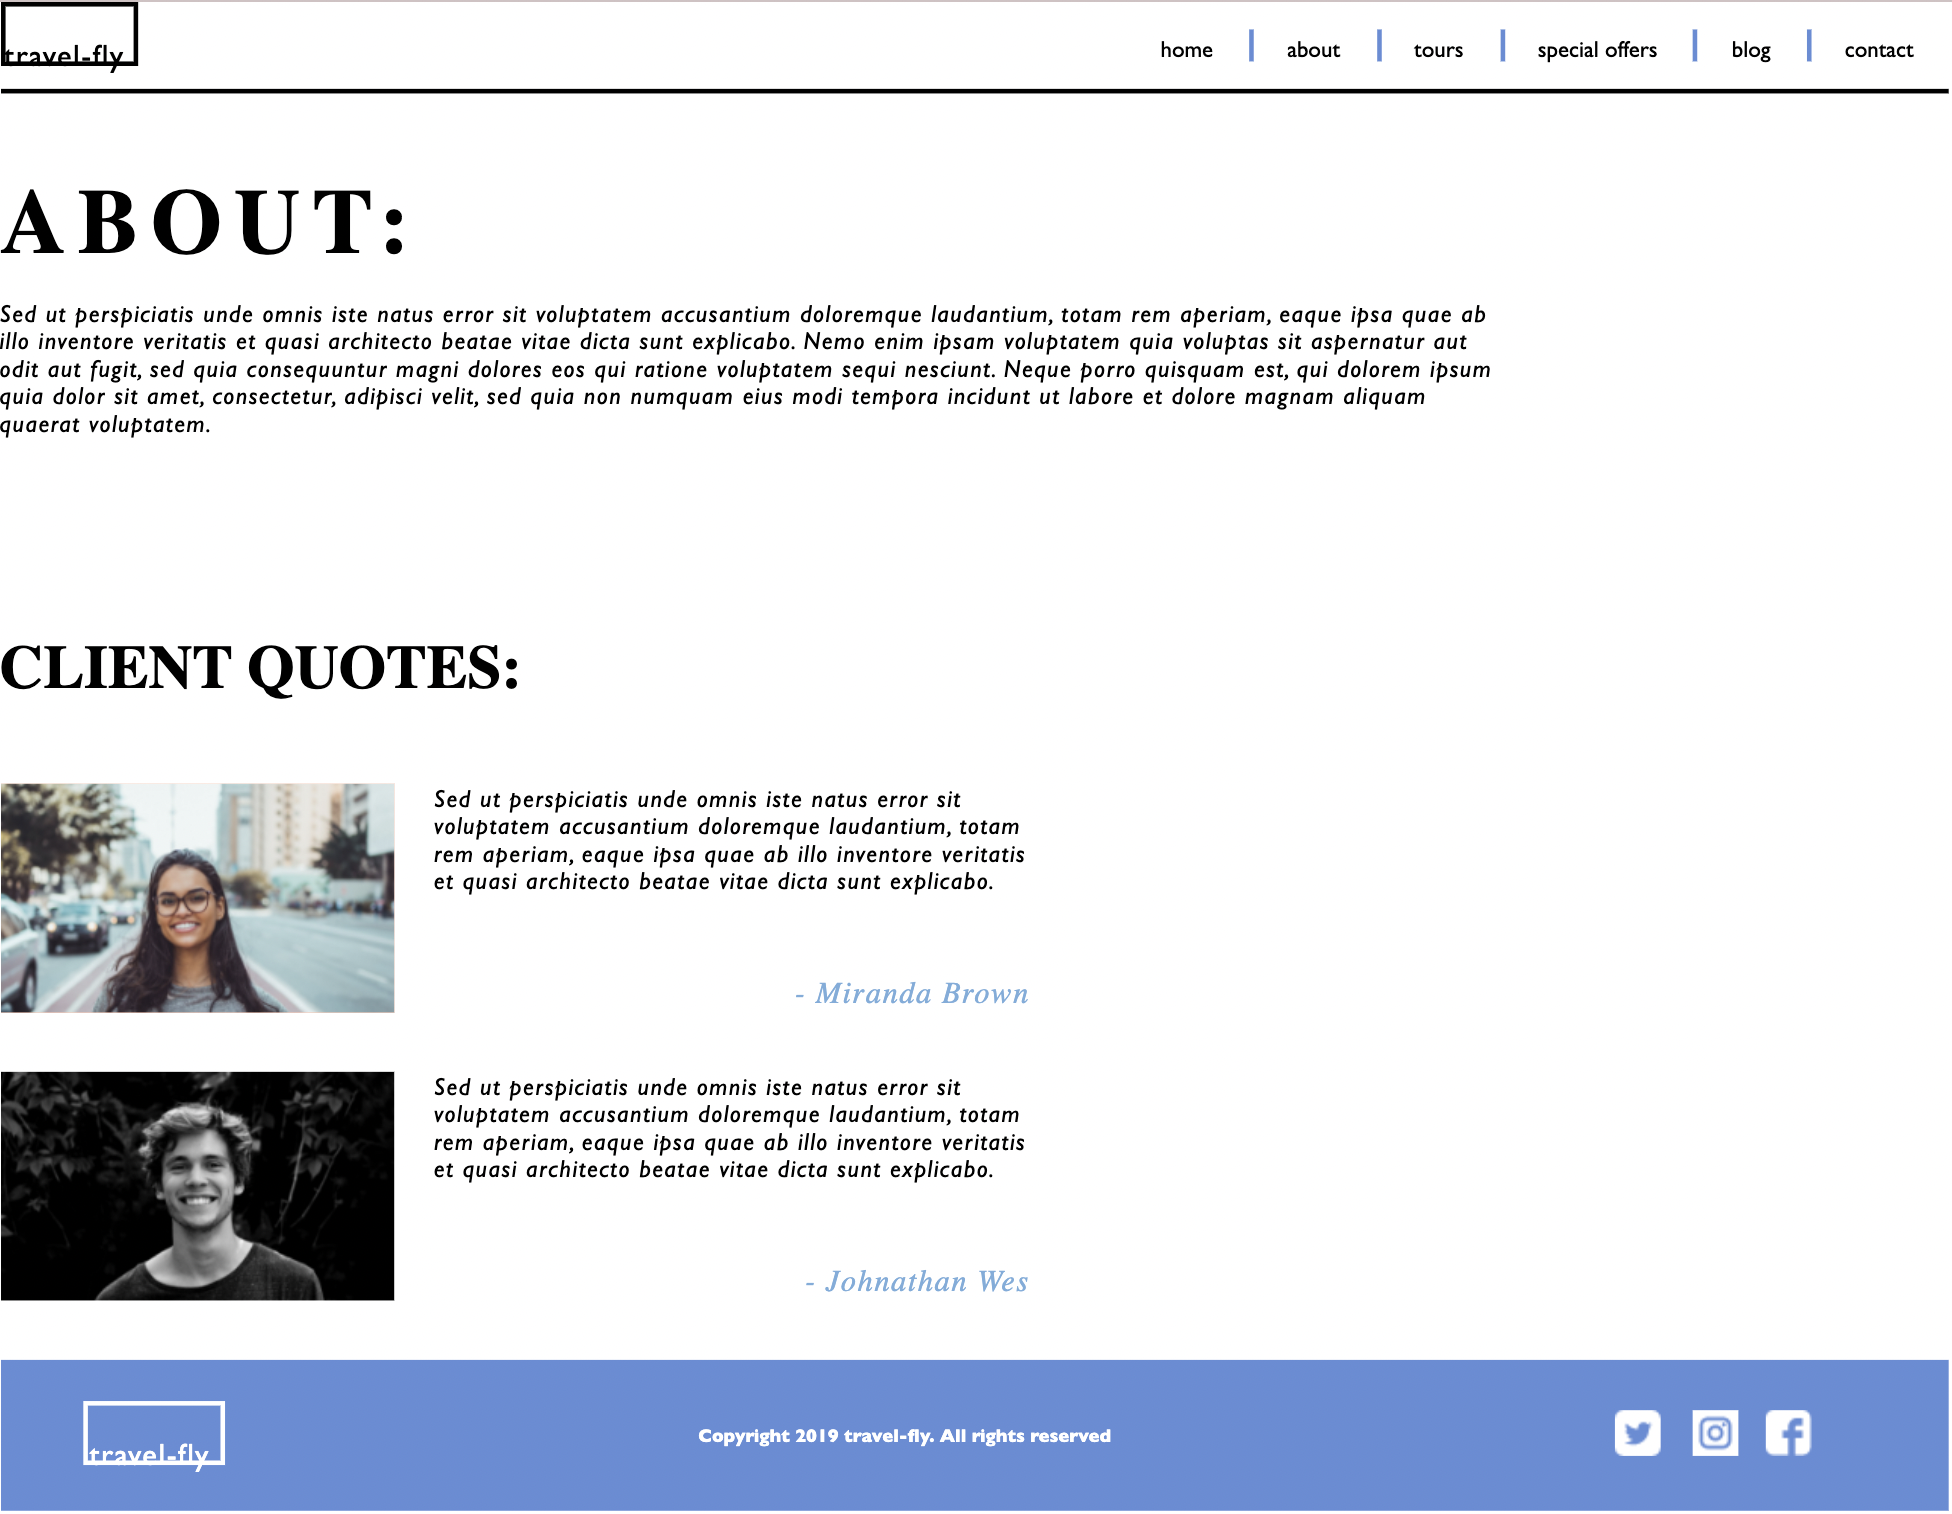 travel-fly
home
about
tours
special offers
blog
contact
ABOUT:
Sed ut perspiciatis unde omnis iste natus error sit voluptatem accusantium doloremque laudantium, totam rem aperiam, eaque ipsa quae ab
illo inventore veritatis et quasi architecto beatae vitae dicta sunt explicabo. Nemo enim ipsam voluptatem quia voluptas sit aspernatur aut
odit aut fugit, sed quia consequuntur magni dolores eos qui ratione voluptatem sequi nesciunt. Neque porro quisquam est, qui dolorem ipsum
quia dolor sit amet, consectetur, adipisci velit, sed quia non numquam eius modi tempora incidunt ut labore et dolore magnam aliquam
quaerat voluptatem.
CLIENT QUOTES:
Sed ut perspiciatis unde omnis iste natus error sit
voluptatem accusantium doloremque laudantium, totam
rem aperiam, eaque ipsa quae ab illo inventore veritatis
et quasi architecto beatae vitae dicta sunt explicabo.
- Miranda Brown
Sed ut perspiciatis unde omnis iste natus error sit
voluptatem accusantium doloremque laudantium, totam
rem aperiam, eaque ipsa quae ab illo inventore veritatis
et quasi architecto beatae vitae dicta sunt explicabo.
- Johnathan Wes
travel-fly
Copyright 2019 travel-fly. All rights reserved